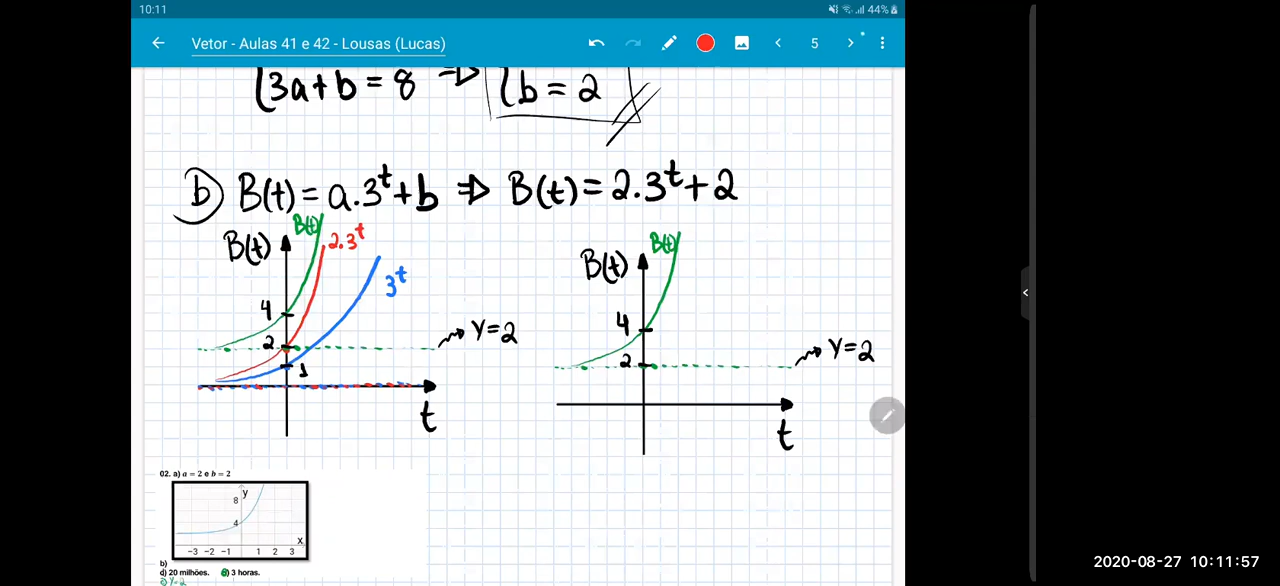 10:11
44%
Vetor - Aulas 41 e 42 - Lousas (Lucas)
5
3a+b = 8 ⇒ b = 2
b) B(t) = a.3^t + b ⇒ B(t) = 2.3^t + 2
B(t) B(t) 2.3^t
3^t
4
2
1
Y=2
t
B(t) B(t)
4
2
Y=2
t
<
02. a) a = 2 e b = 2
y
8
4
x
−3 −2 −1 1 2 3
b)
d) 20 milhões. e) 3 horas.
2020-08-27 10:11:57